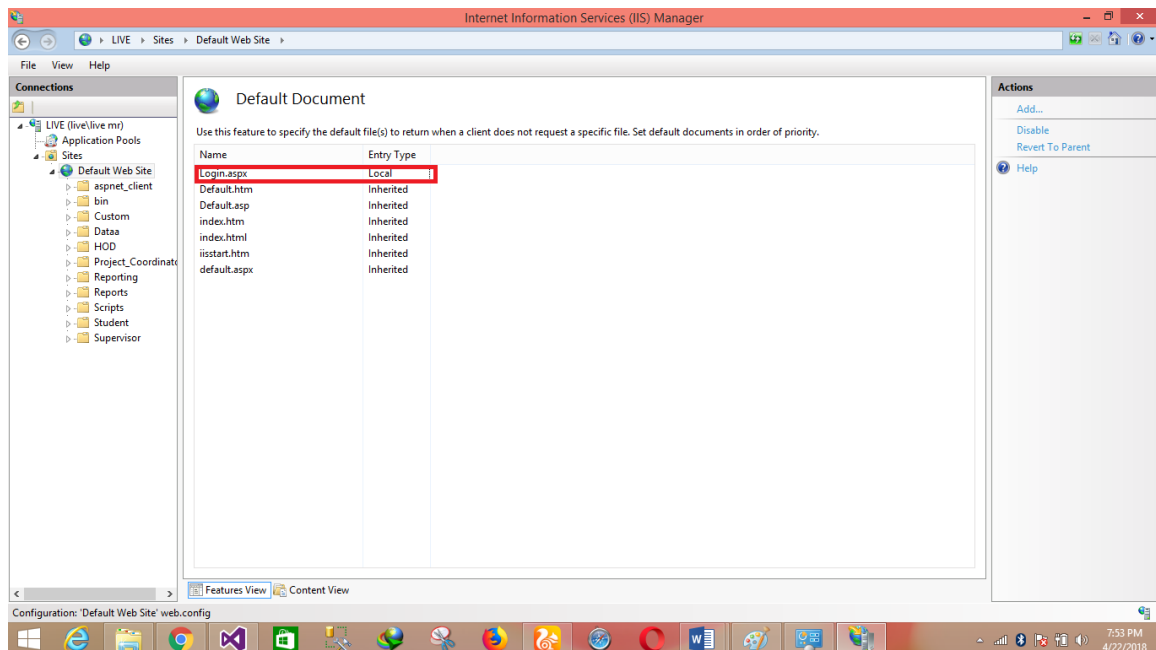 Internet Information Services (IIS) Manager
LIVE Sites Default Web Site
File View Help
Connections
LIVE (live\live mr)
Application Pools
Sites
Default Web Site
aspnet_client
bin
Custom
Dataa
HOD
Project_Coordinato
Reporting
Reports
Scripts
Student
Supervisor
Default Document
Use this feature to specify the default file(s) to return when a client does not request a specific file. Set default documents in order of priority.
Name Entry Type
Login.aspx Local
Default.htm Inherited
Default.asp Inherited
index.htm Inherited
index.html Inherited
iisstart.htm Inherited
default.aspx Inherited
Features View Content View
Actions
Add...
Disable
Revert To Parent
Help
Configuration: 'Default Web Site' web.config
7:53 PM
4/22/2018